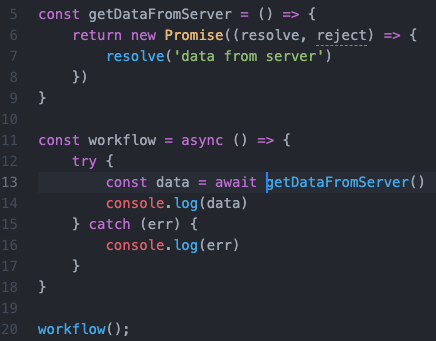 5 const getDataFromServer = () => {
6     return new Promise((resolve, reject) => {
7         resolve('data from server')
8     })
9 }
10
11 const workflow = async () => {
12     try {
13         const data = await getDataFromServer()
14         console.log(data)
15     } catch (err) {
16         console.log(err)
17     }
18 }
19
20 workflow();